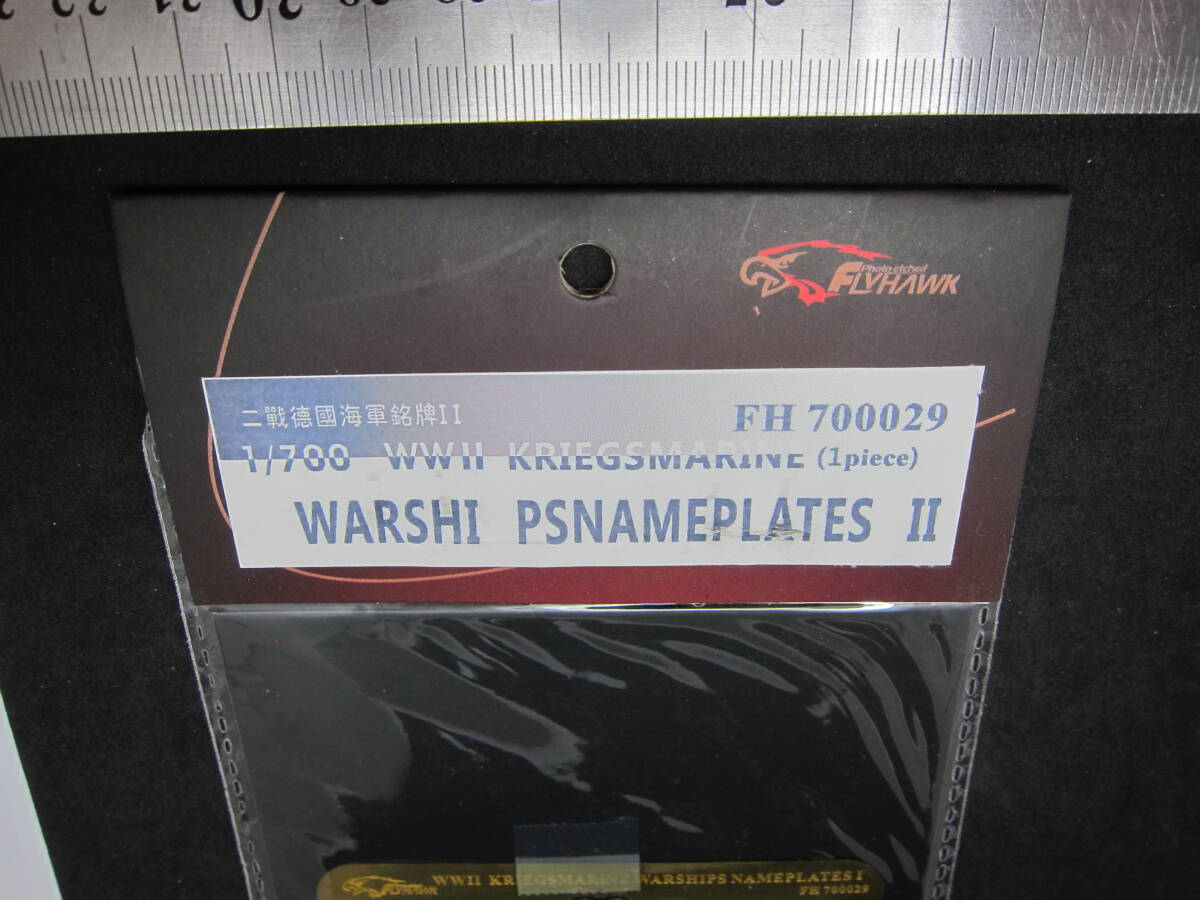 Photo etched
FLYHAWK
二戰德國海軍銘牌II
FH 700029
1/700 WWII KRIEGSMARINE (1piece)
WARSHI PSNAMEPLATES II
WWII KRIEGSMARINE WARSHIPS NAMEPLATES I
FLYHAWK
FH 700029